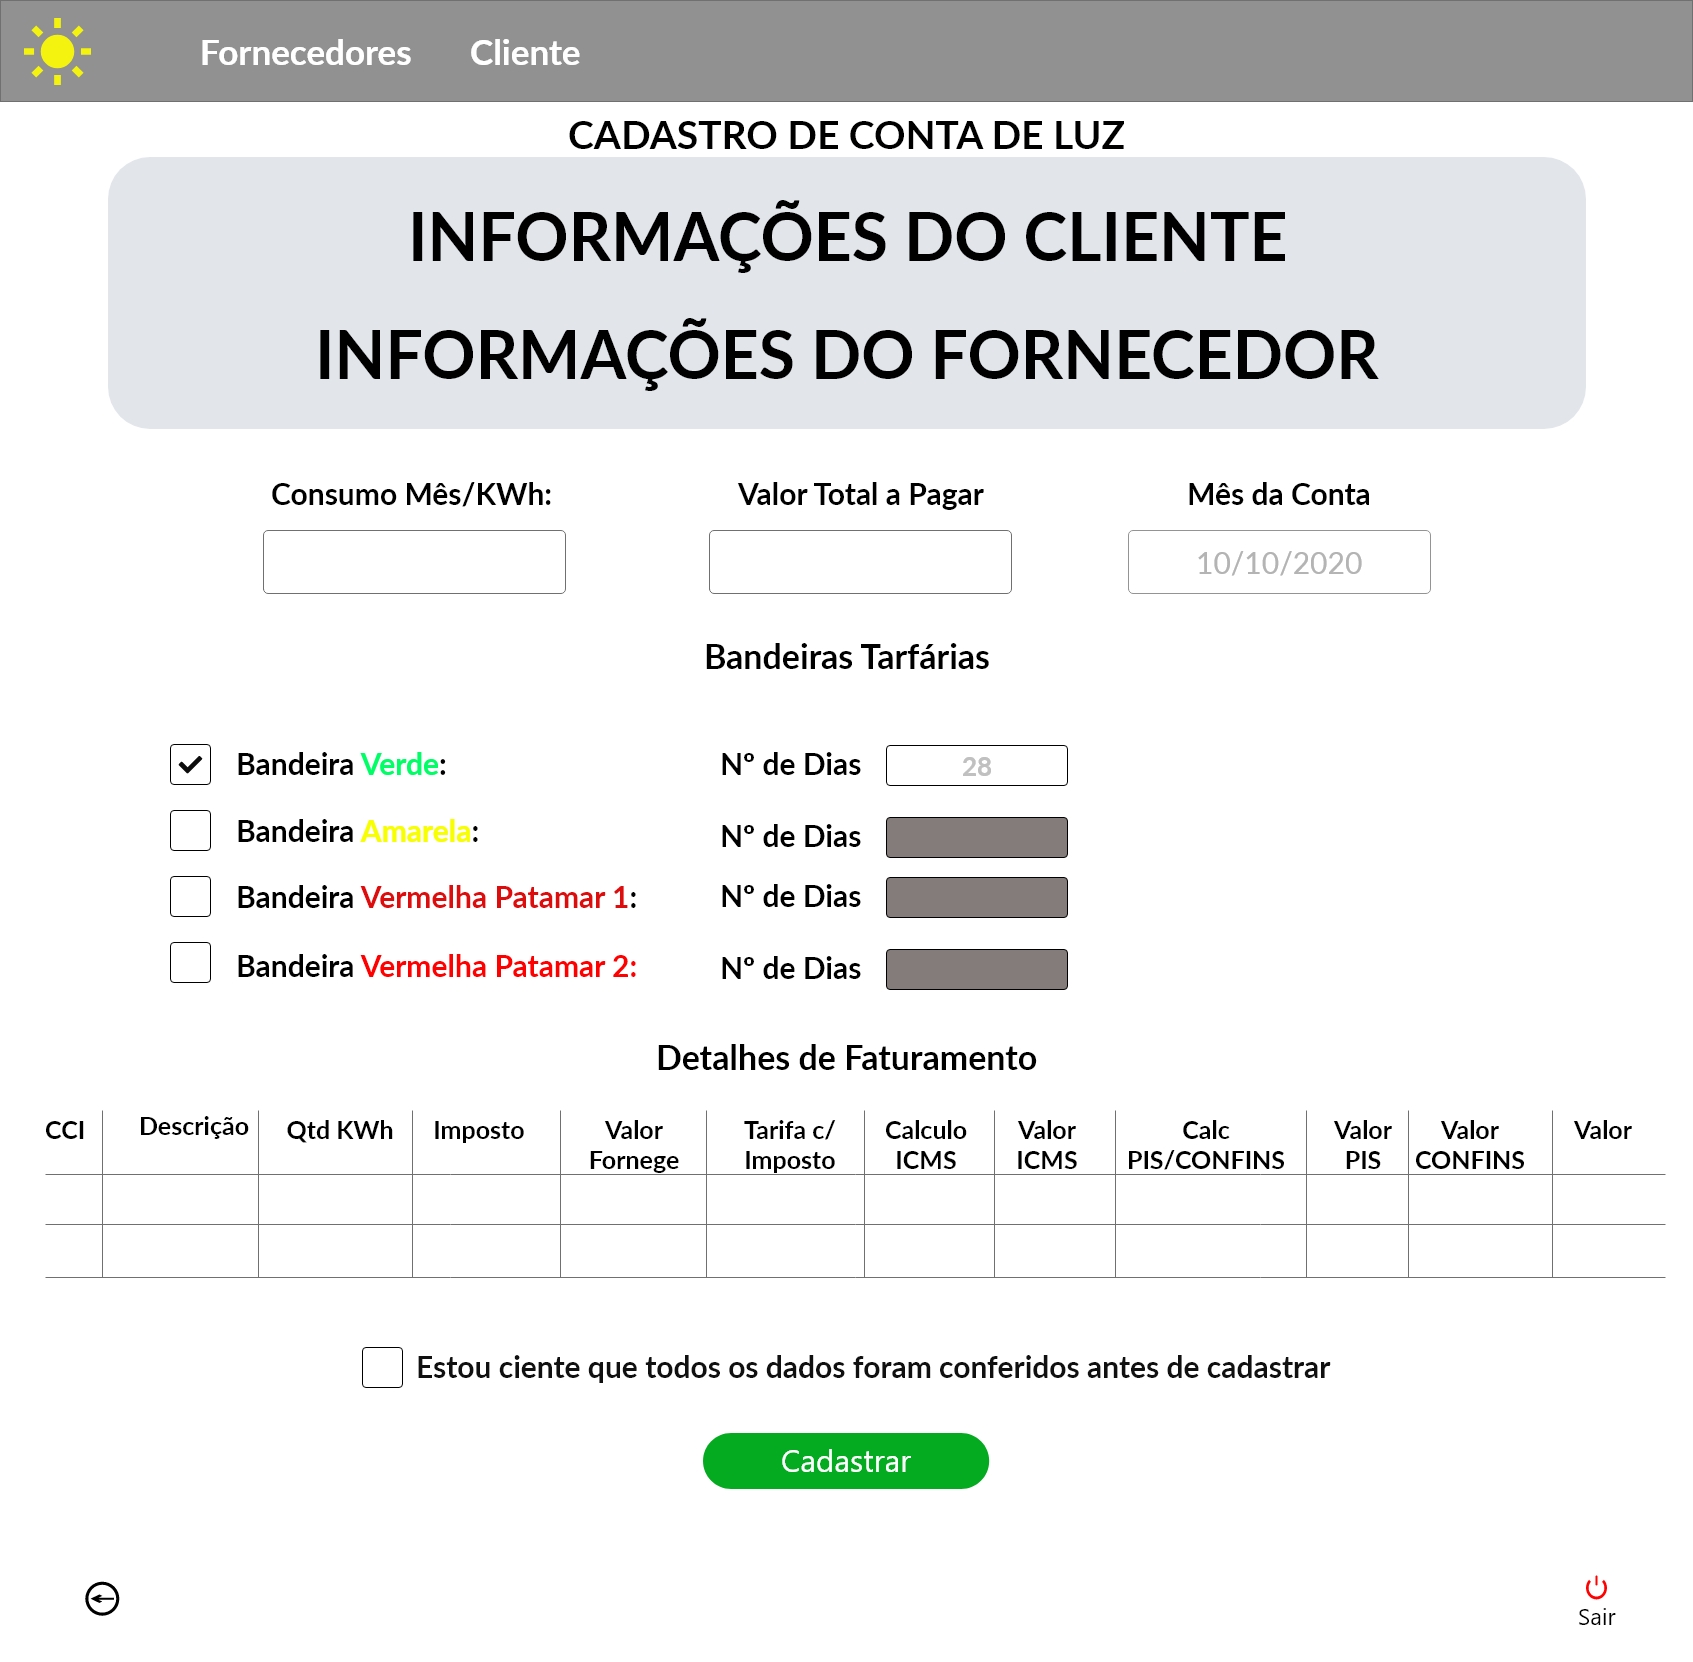 Fornecedores Cliente
CADASTRO DE CONTA DE LUZ
INFORMAÇÕES DO CLIENTE
INFORMAÇÕES DO FORNECEDOR
Consumo Mês/KWh: Valor Total a Pagar Mês da Conta
10/10/2020
Bandeiras Tarfárias
Bandeira Verde: Nº de Dias 28
Bandeira Amarela: Nº de Dias
Bandeira Vermelha Patamar 1: Nº de Dias
Bandeira Vermelha Patamar 2: Nº de Dias
Detalhes de Faturamento
CCI Descrição Qtd KWh Imposto Valor Tarifa c/ Calculo Valor Calc Valor Valor Valor
Fornege Imposto ICMS ICMS PIS/CONFINS PIS CONFINS
Estou ciente que todos os dados foram conferidos antes de cadastrar
Cadastrar
Sair